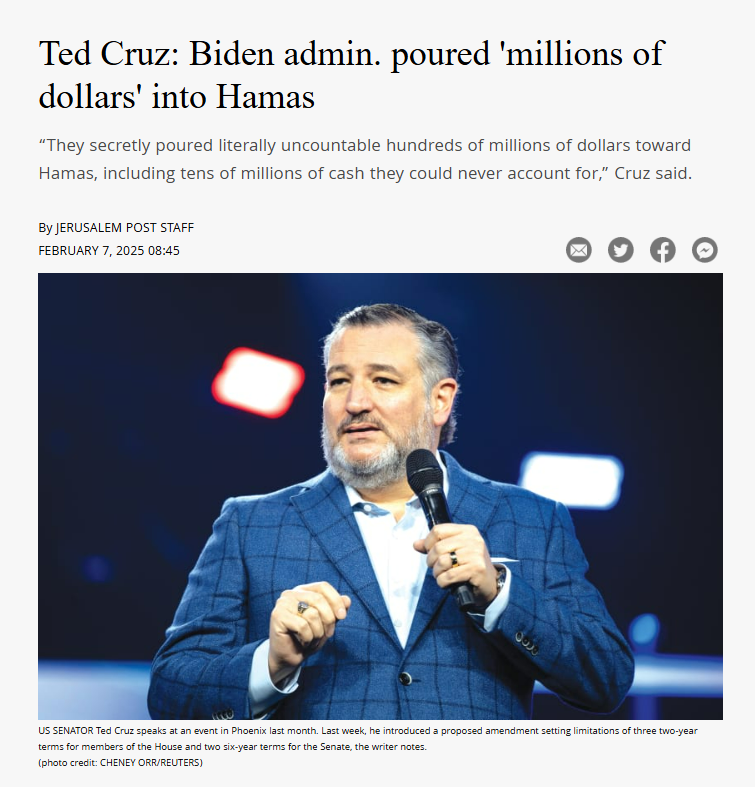 Ted Cruz: Biden admin. poured 'millions of
dollars' into Hamas
“They secretly poured literally uncountable hundreds of millions of dollars toward
Hamas, including tens of millions of cash they could never account for,” Cruz said.
By JERUSALEM POST STAFF
FEBRUARY 7, 2025 08:45
US SENATOR Ted Cruz speaks at an event in Phoenix last month. Last week, he introduced a proposed amendment setting limitations of three two-year
terms for members of the House and two six-year terms for the Senate, the writer notes.
(photo credit: CHENEY ORR/REUTERS)